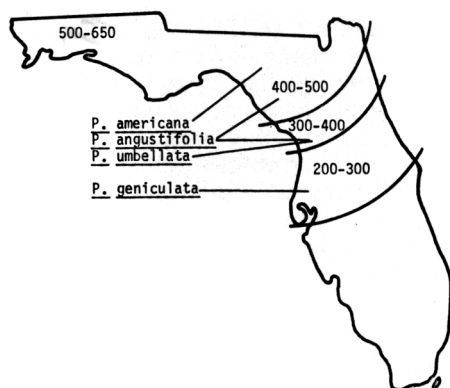 500-650
400-500
P. americana
300-400
P. angustifolia
P. umbellata
200-300
P. geniculata